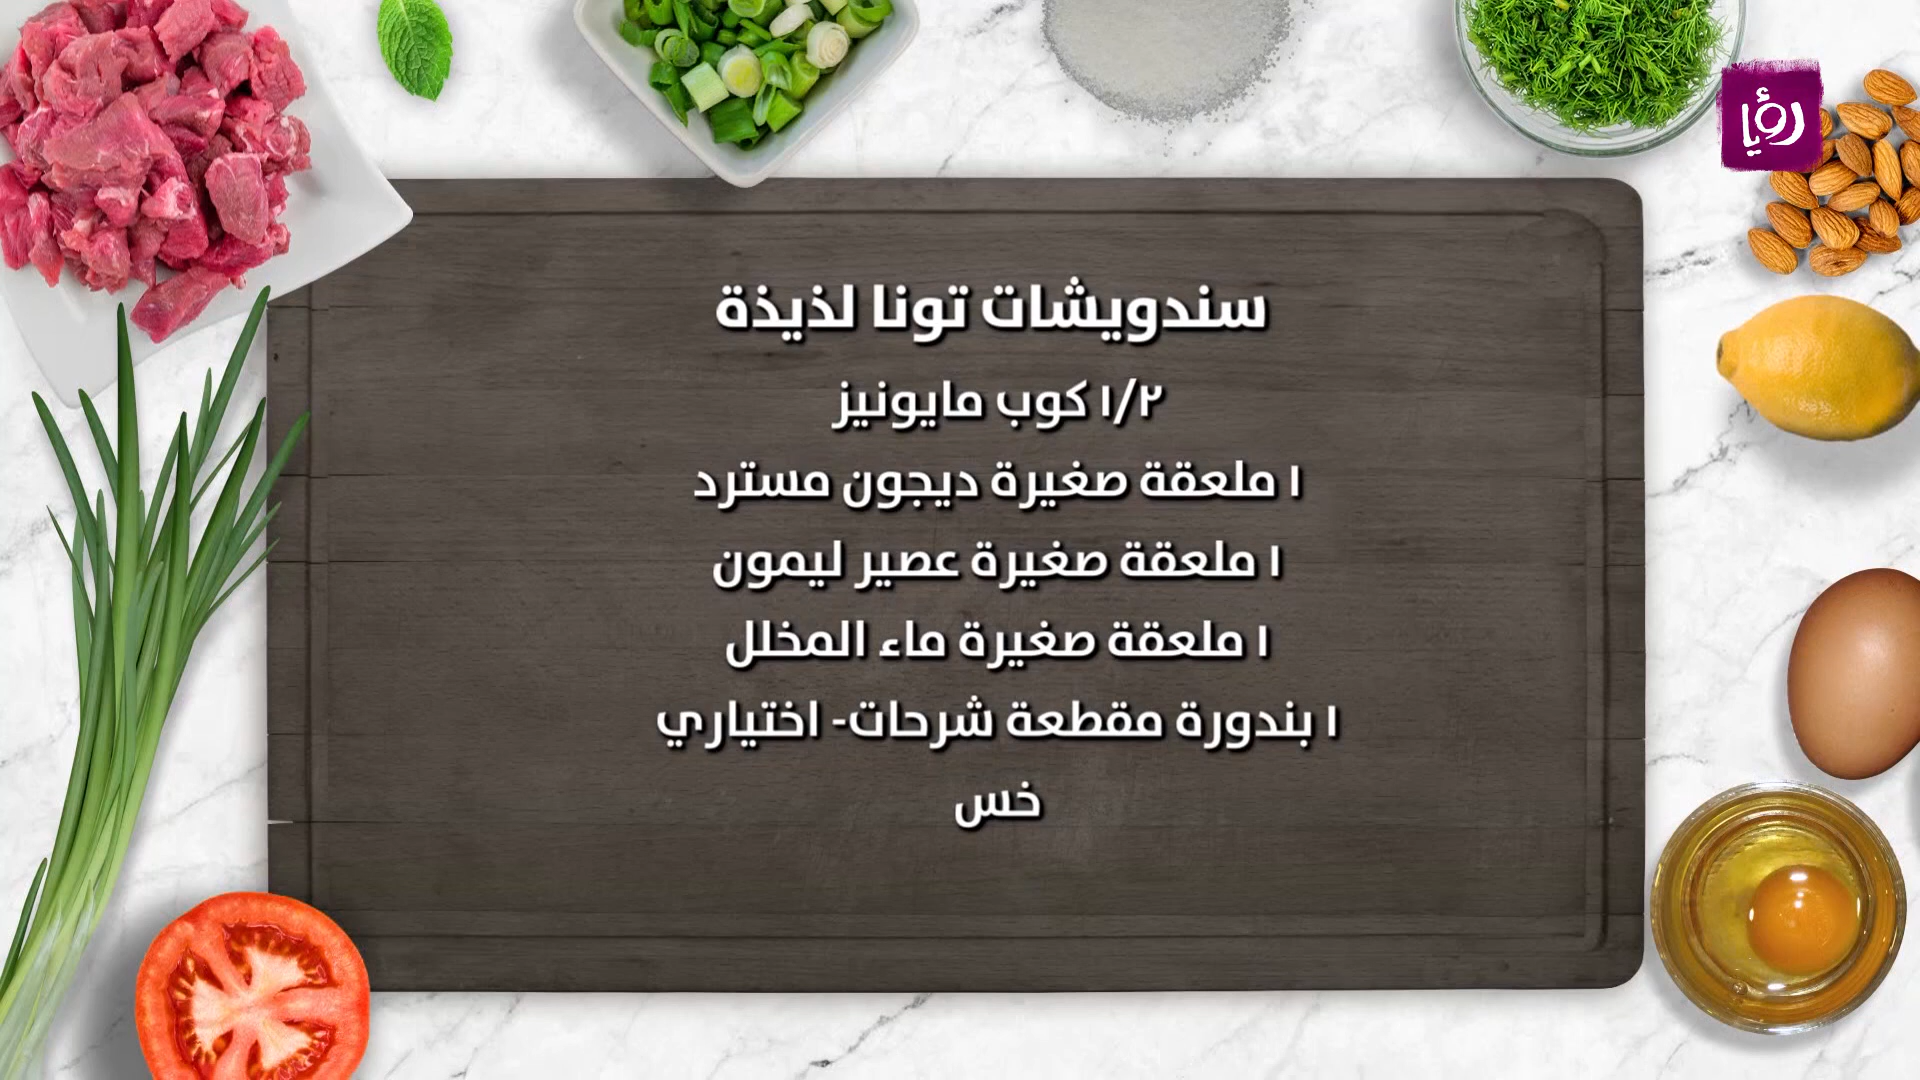 رؤيا
سندويشات تونا لذيذة
١/٢ كوب مايونيز
١ ملعقة صغيرة ديجون مسترد
١ ملعقة صغيرة عصير ليمون
١ ملعقة صغيرة ماء المخلل
١ بندورة مقطعة شرحات- اختياري
خس